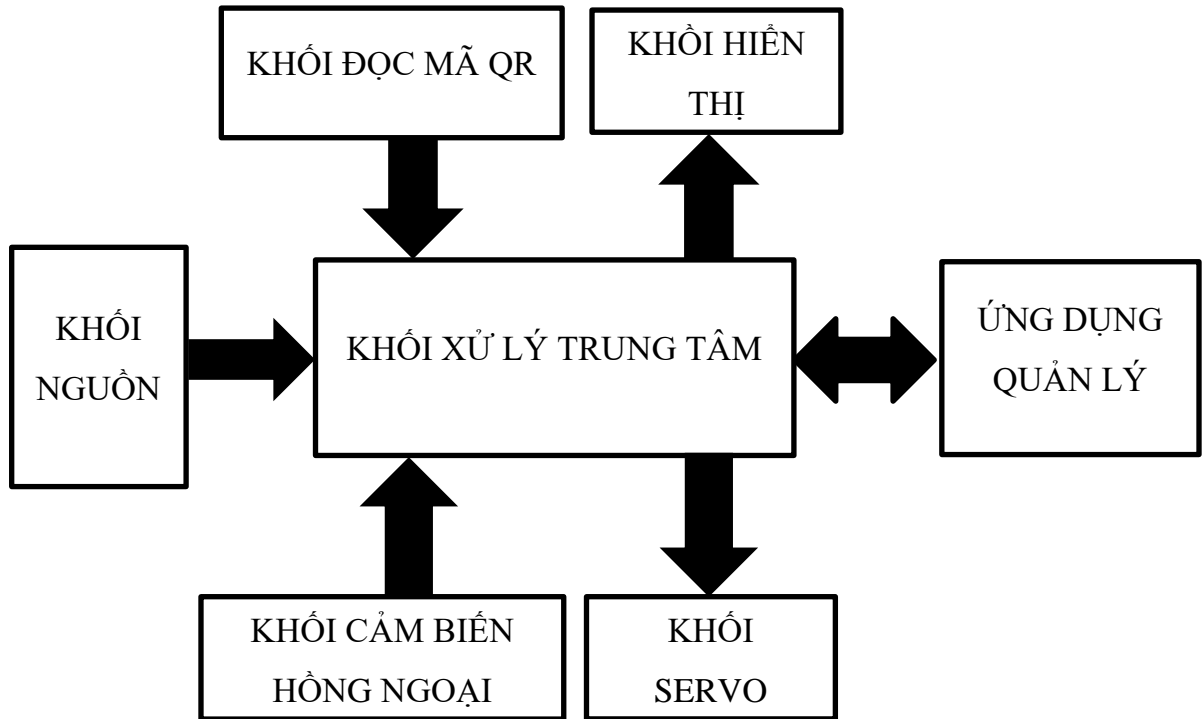 KHỐI ĐỌC MÃ QR
KHỒI HIỂN
THỊ
KHỐI
NGUỒN
KHỐI XỬ LÝ TRUNG TÂM
ỨNG DỤNG
QUẢN LÝ
KHỐI CẢM BIẾN
HỒNG NGOẠI
KHỐI
SERVO